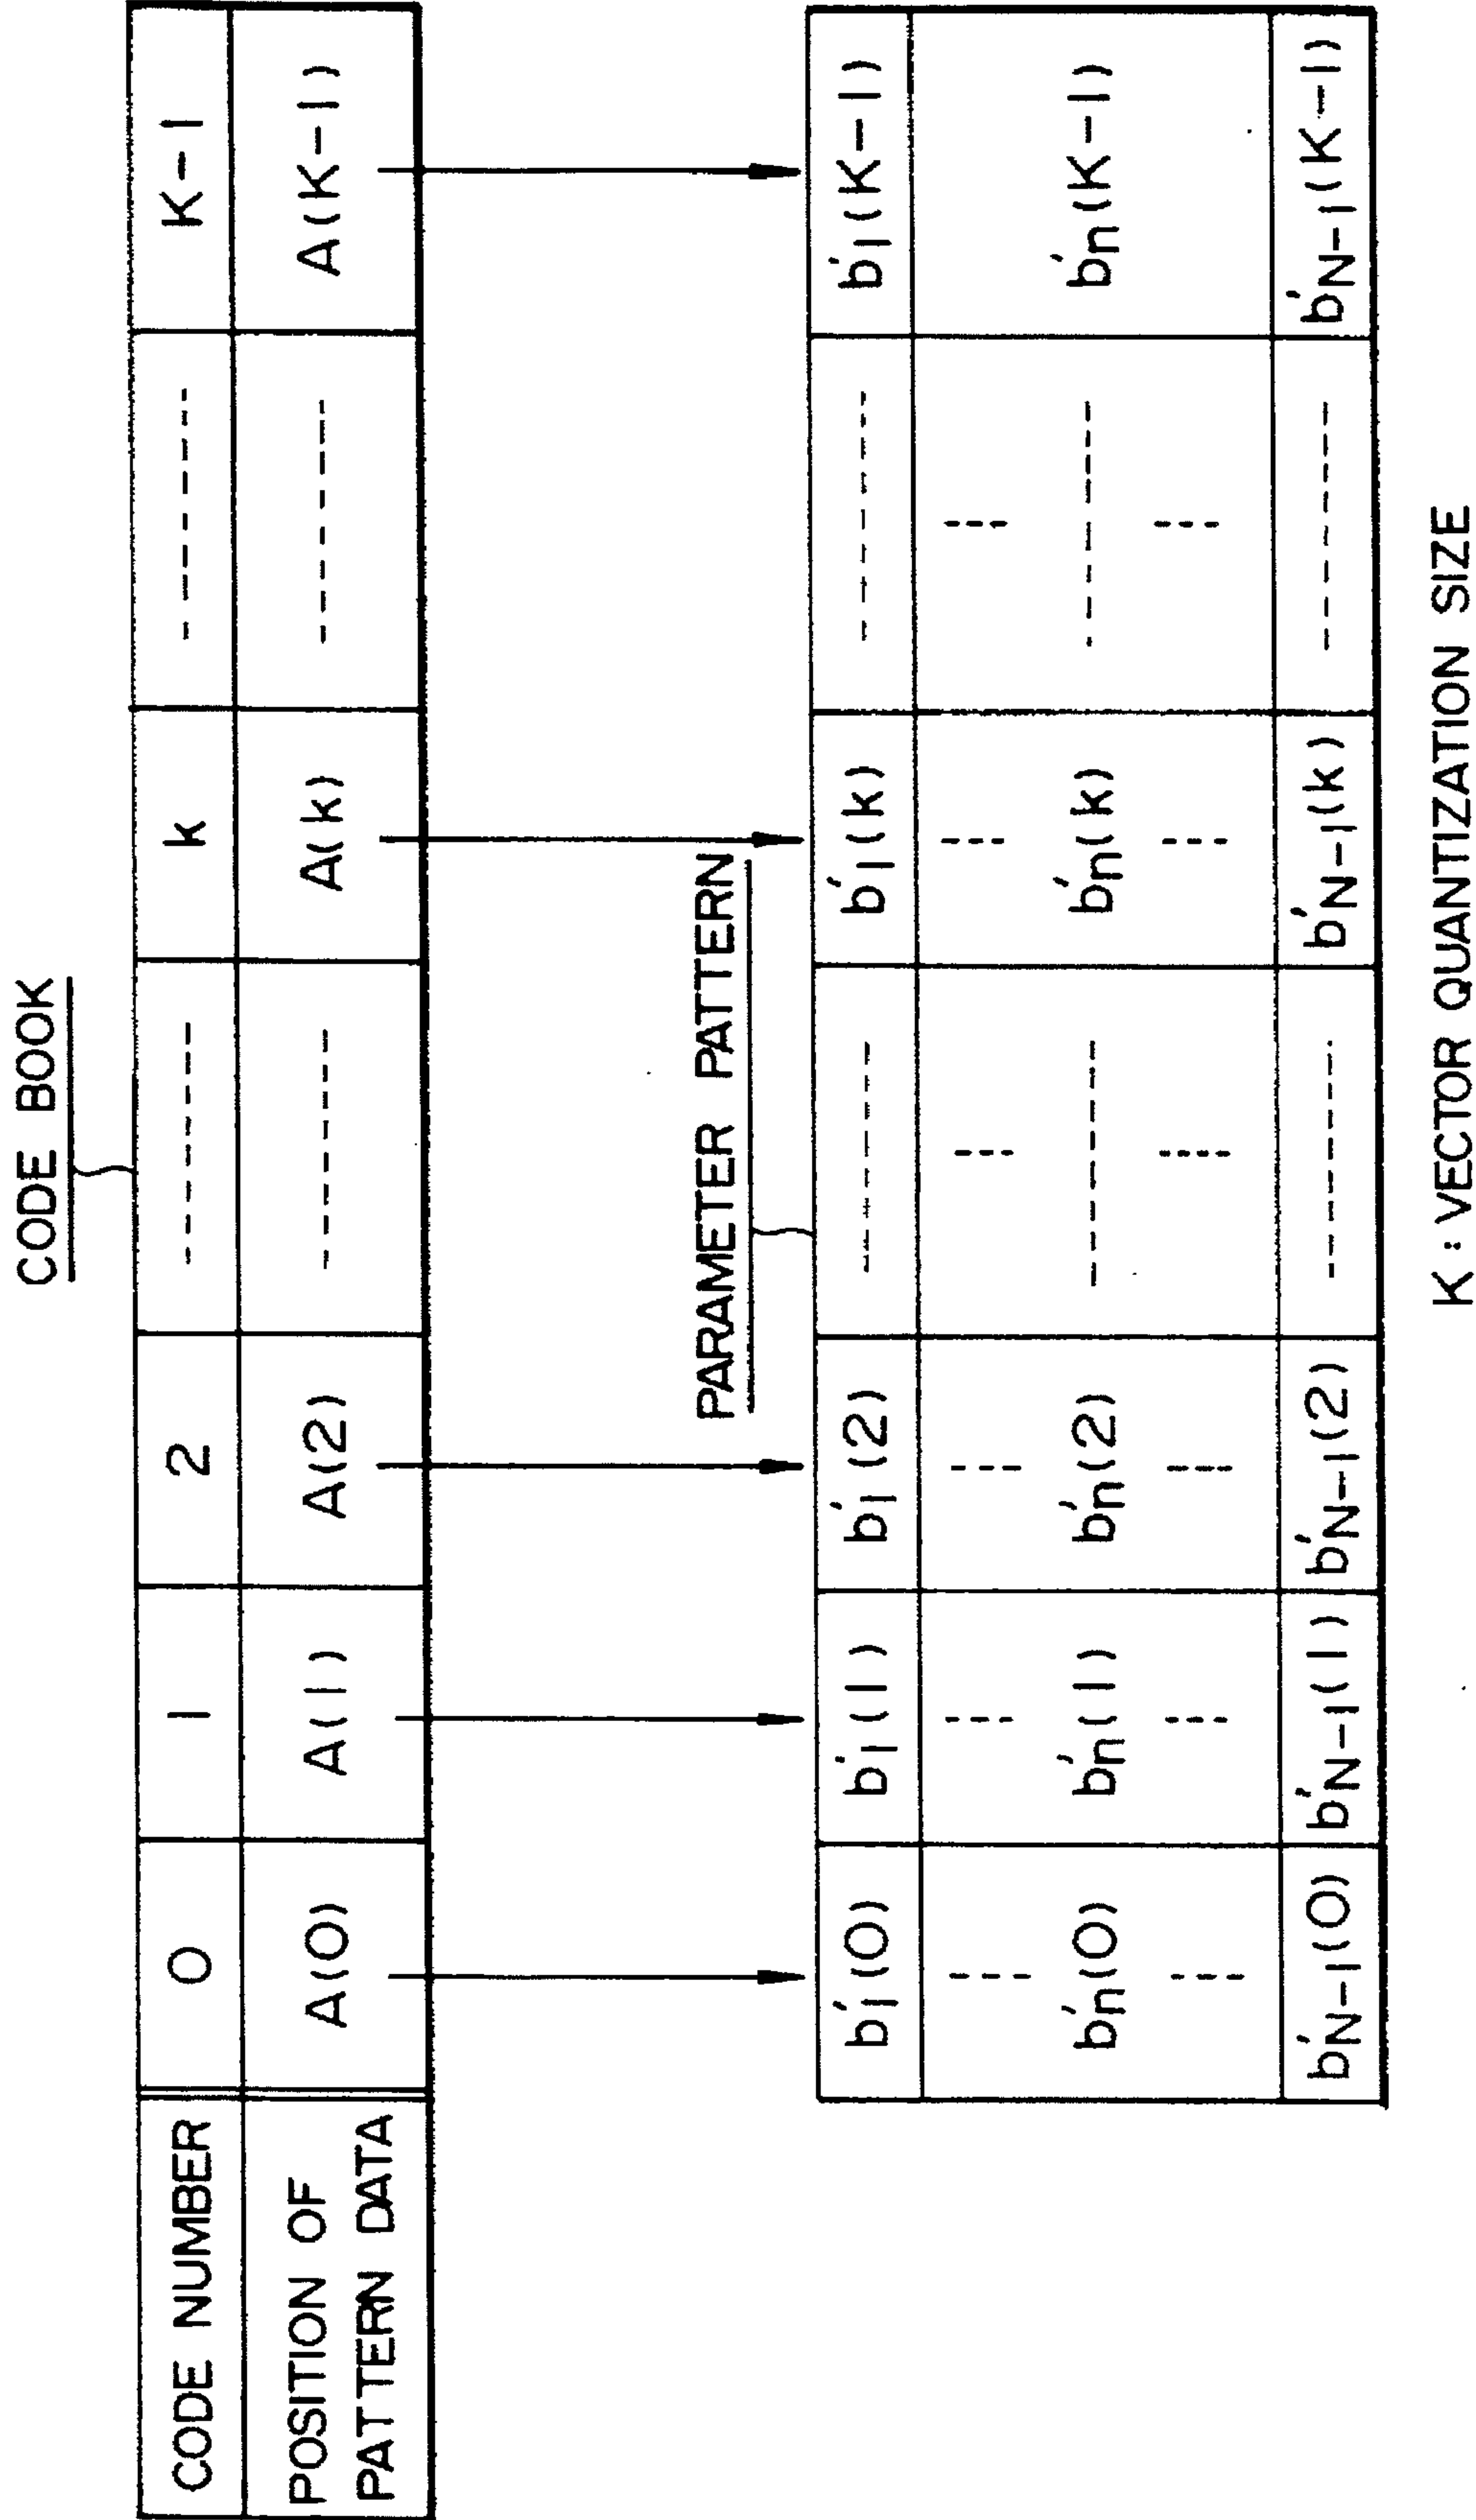 CODE BOOK
CODE NUMBER 0 1 2 k K-1
POSITION OF PATTERN DATA A(0) A(1) A(2) A(k) A(K-1)
PARAMETER PATTERN
b'1(0) b'1(1) b'1(2) b'1(k) b'1(K-1)
b'n(0) b'n(1) b'n(2) b'n(k) b'n(K-1)
b'N-1(0) b'N-1(1) b'N-1(2) b'N-1(k) b'N-1(K-1)
K : VECTOR QUANTIZATION SIZE